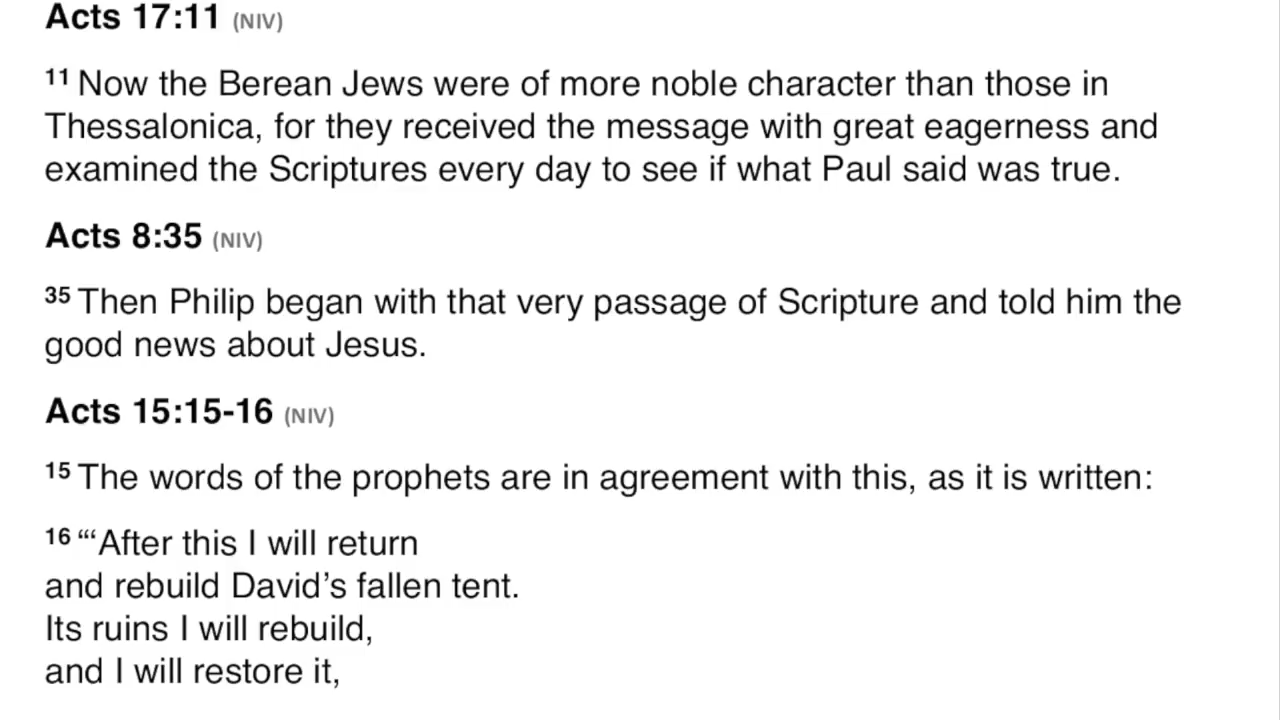 Acts 17:11 (NIV)
11 Now the Berean Jews were of more noble character than those in
Thessalonica, for they received the message with great eagerness and
examined the Scriptures every day to see if what Paul said was true.
Acts 8:35 (NIV)
35 Then Philip began with that very passage of Scripture and told him the
good news about Jesus.
Acts 15:15-16 (NIV)
15 The words of the prophets are in agreement with this, as it is written:
16 “‘After this I will return
and rebuild David’s fallen tent.
Its ruins I will rebuild,
and I will restore it,